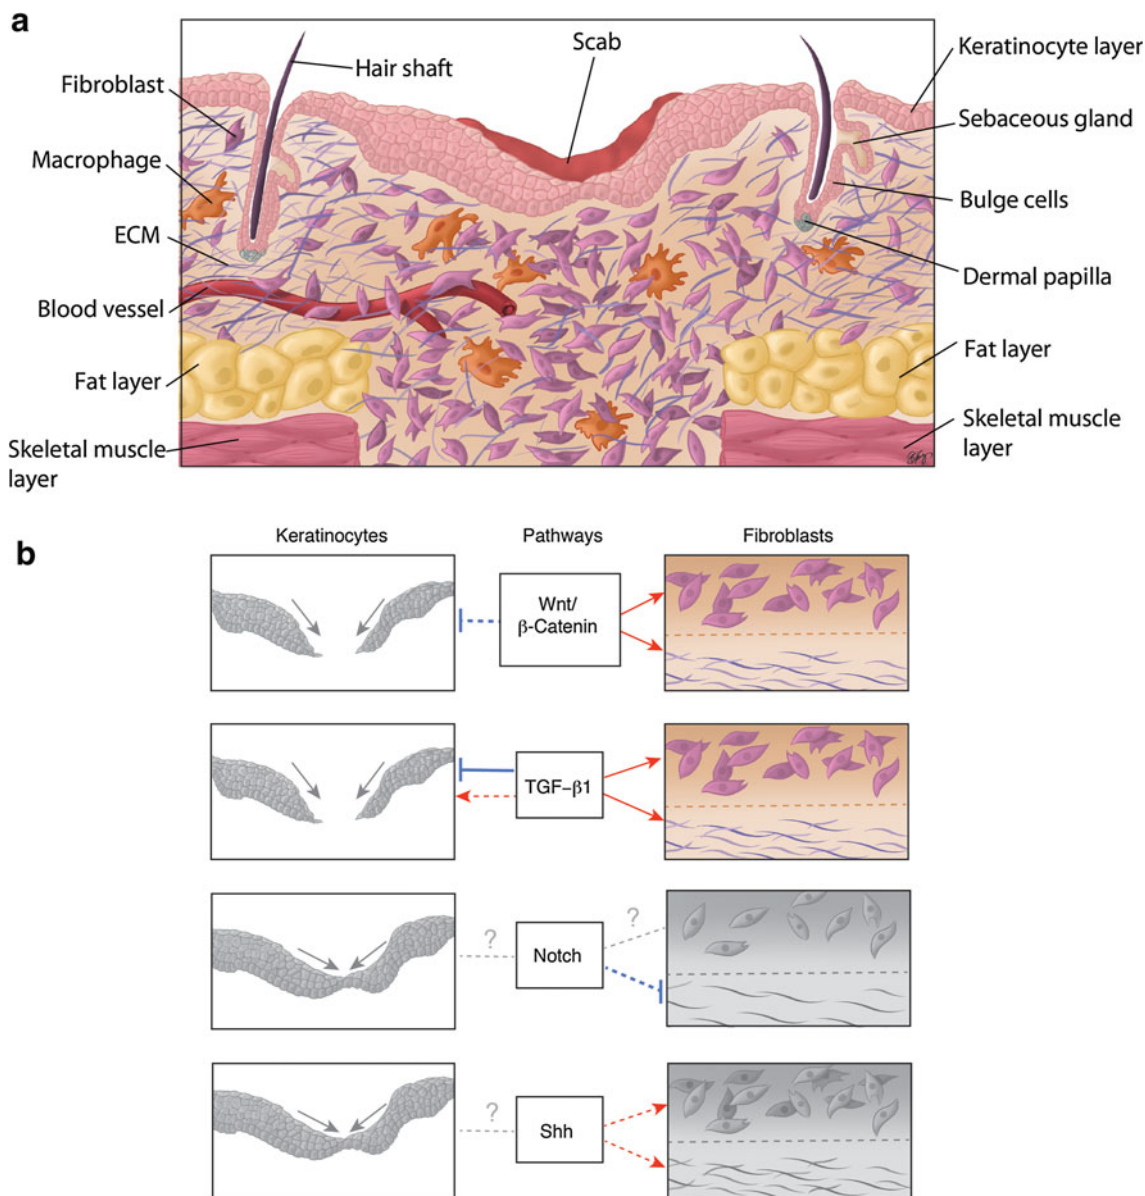 a
Scab
Hair shaft
Keratinocyte layer
Fibroblast
Sebaceous gland
Macrophage
Bulge cells
ECM
Dermal papilla
Blood vessel
Fat layer
Fat layer
Skeletal muscle
layer
Skeletal muscle
layer
b
Keratinocytes
Pathways
Fibroblasts
Wnt/
β-Catenin
TGF–β1
?
Notch
?
?
Shh